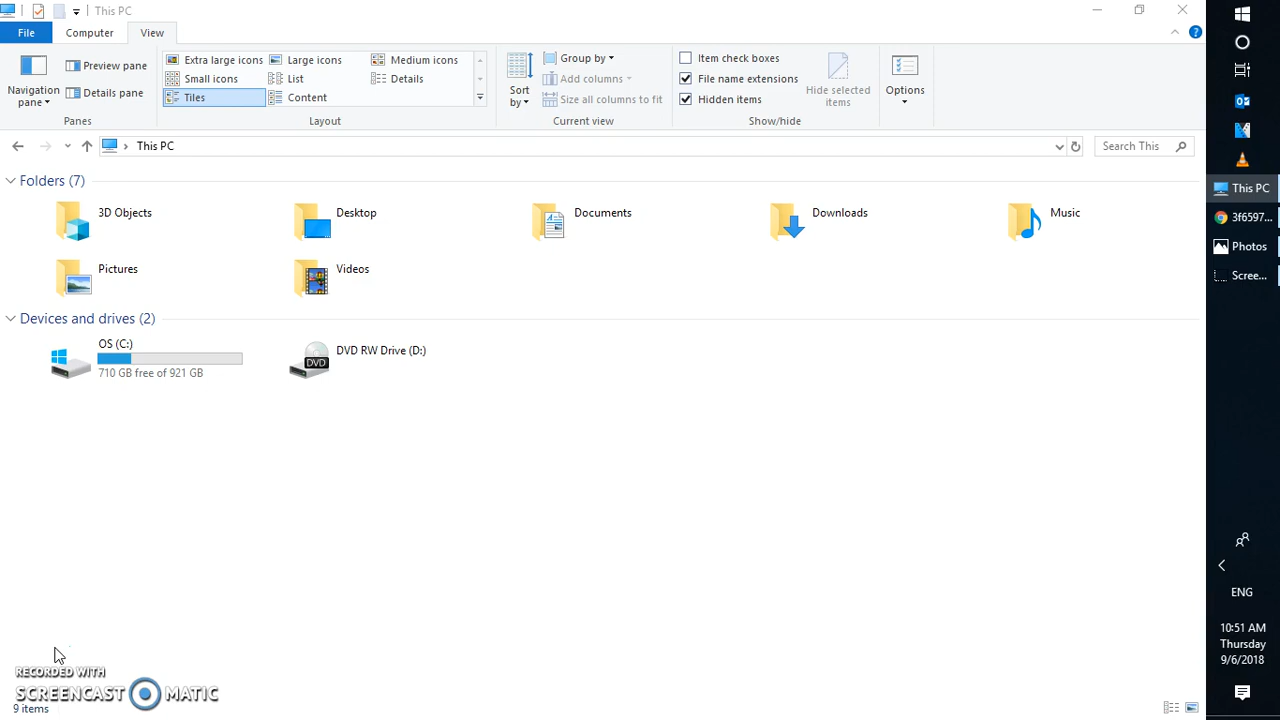 This PC
File
Computer
View
Navigation pane
Preview pane
Details pane
Panes
Extra large icons
Large icons
Medium icons
Small icons
List
Details
Tiles
Content
Layout
Sort by
Group by
Add columns
Size all columns to fit
Current view
Item check boxes
File name extensions
Hidden items
Hide selected items
Show/hide
Options
This PC
Search This
Folders (7)
3D Objects
Desktop
Documents
Downloads
Music
Pictures
Videos
Devices and drives (2)
OS (C:)
710 GB free of 921 GB
DVD
DVD RW Drive (D:)
RECORDED WITH
SCREENCAST MATIC
9 items
This PC
3f6597...
Photos
Scree...
ENG
10:51 AM
Thursday
9/6/2018